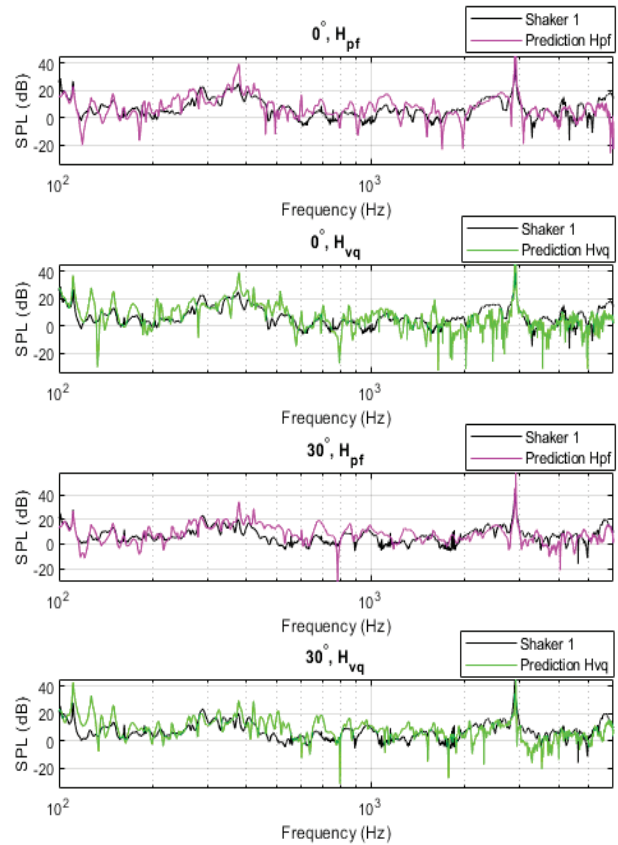 0°, Hpf
Shaker 1
Prediction Hpf
SPL (dB)
40
20
0
-20
10²
10³
Frequency (Hz)
0°, Hvq
Shaker 1
Prediction Hvq
SPL (dB)
40
20
0
-20
10²
10³
Frequency (Hz)
30°, Hpf
Shaker 1
Prediction Hpf
SPL (dB)
40
20
0
-20
10²
10³
Frequency (Hz)
30°, Hvq
Shaker 1
Prediction Hvq
SPL (dB)
40
20
0
-20
10²
10³
Frequency (Hz)